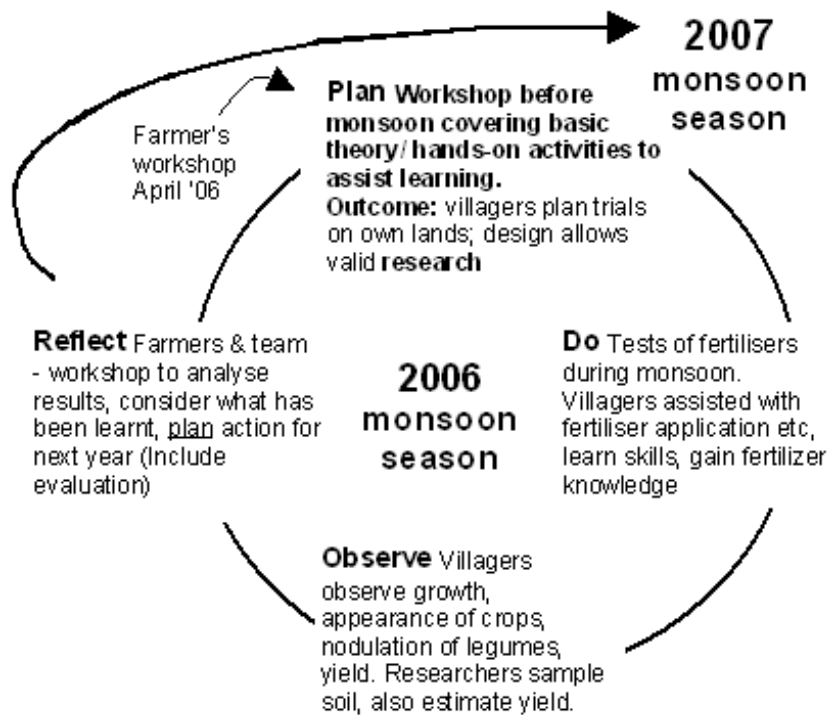 2007
monsoon
season
Farmer's
workshop
April '06
Plan Workshop before
monsoon covering basic
theory/ hands-on activities to
assist learning.
Outcome: villagers plan trials
on own lands; design allows
valid research
Do Tests of fertilisers
during monsoon.
Villagers assisted with
fertiliser application etc,
learn skills, gain fertilizer
knowledge
Observe Villagers
observe growth,
appearance of crops,
nodulation of legumes,
yield. Researchers sample
soil, also estimate yield.
Reflect Farmers & team
- workshop to analyse
results, consider what has
been learnt, plan action for
next year (Include
evaluation)
2006
monsoon
season